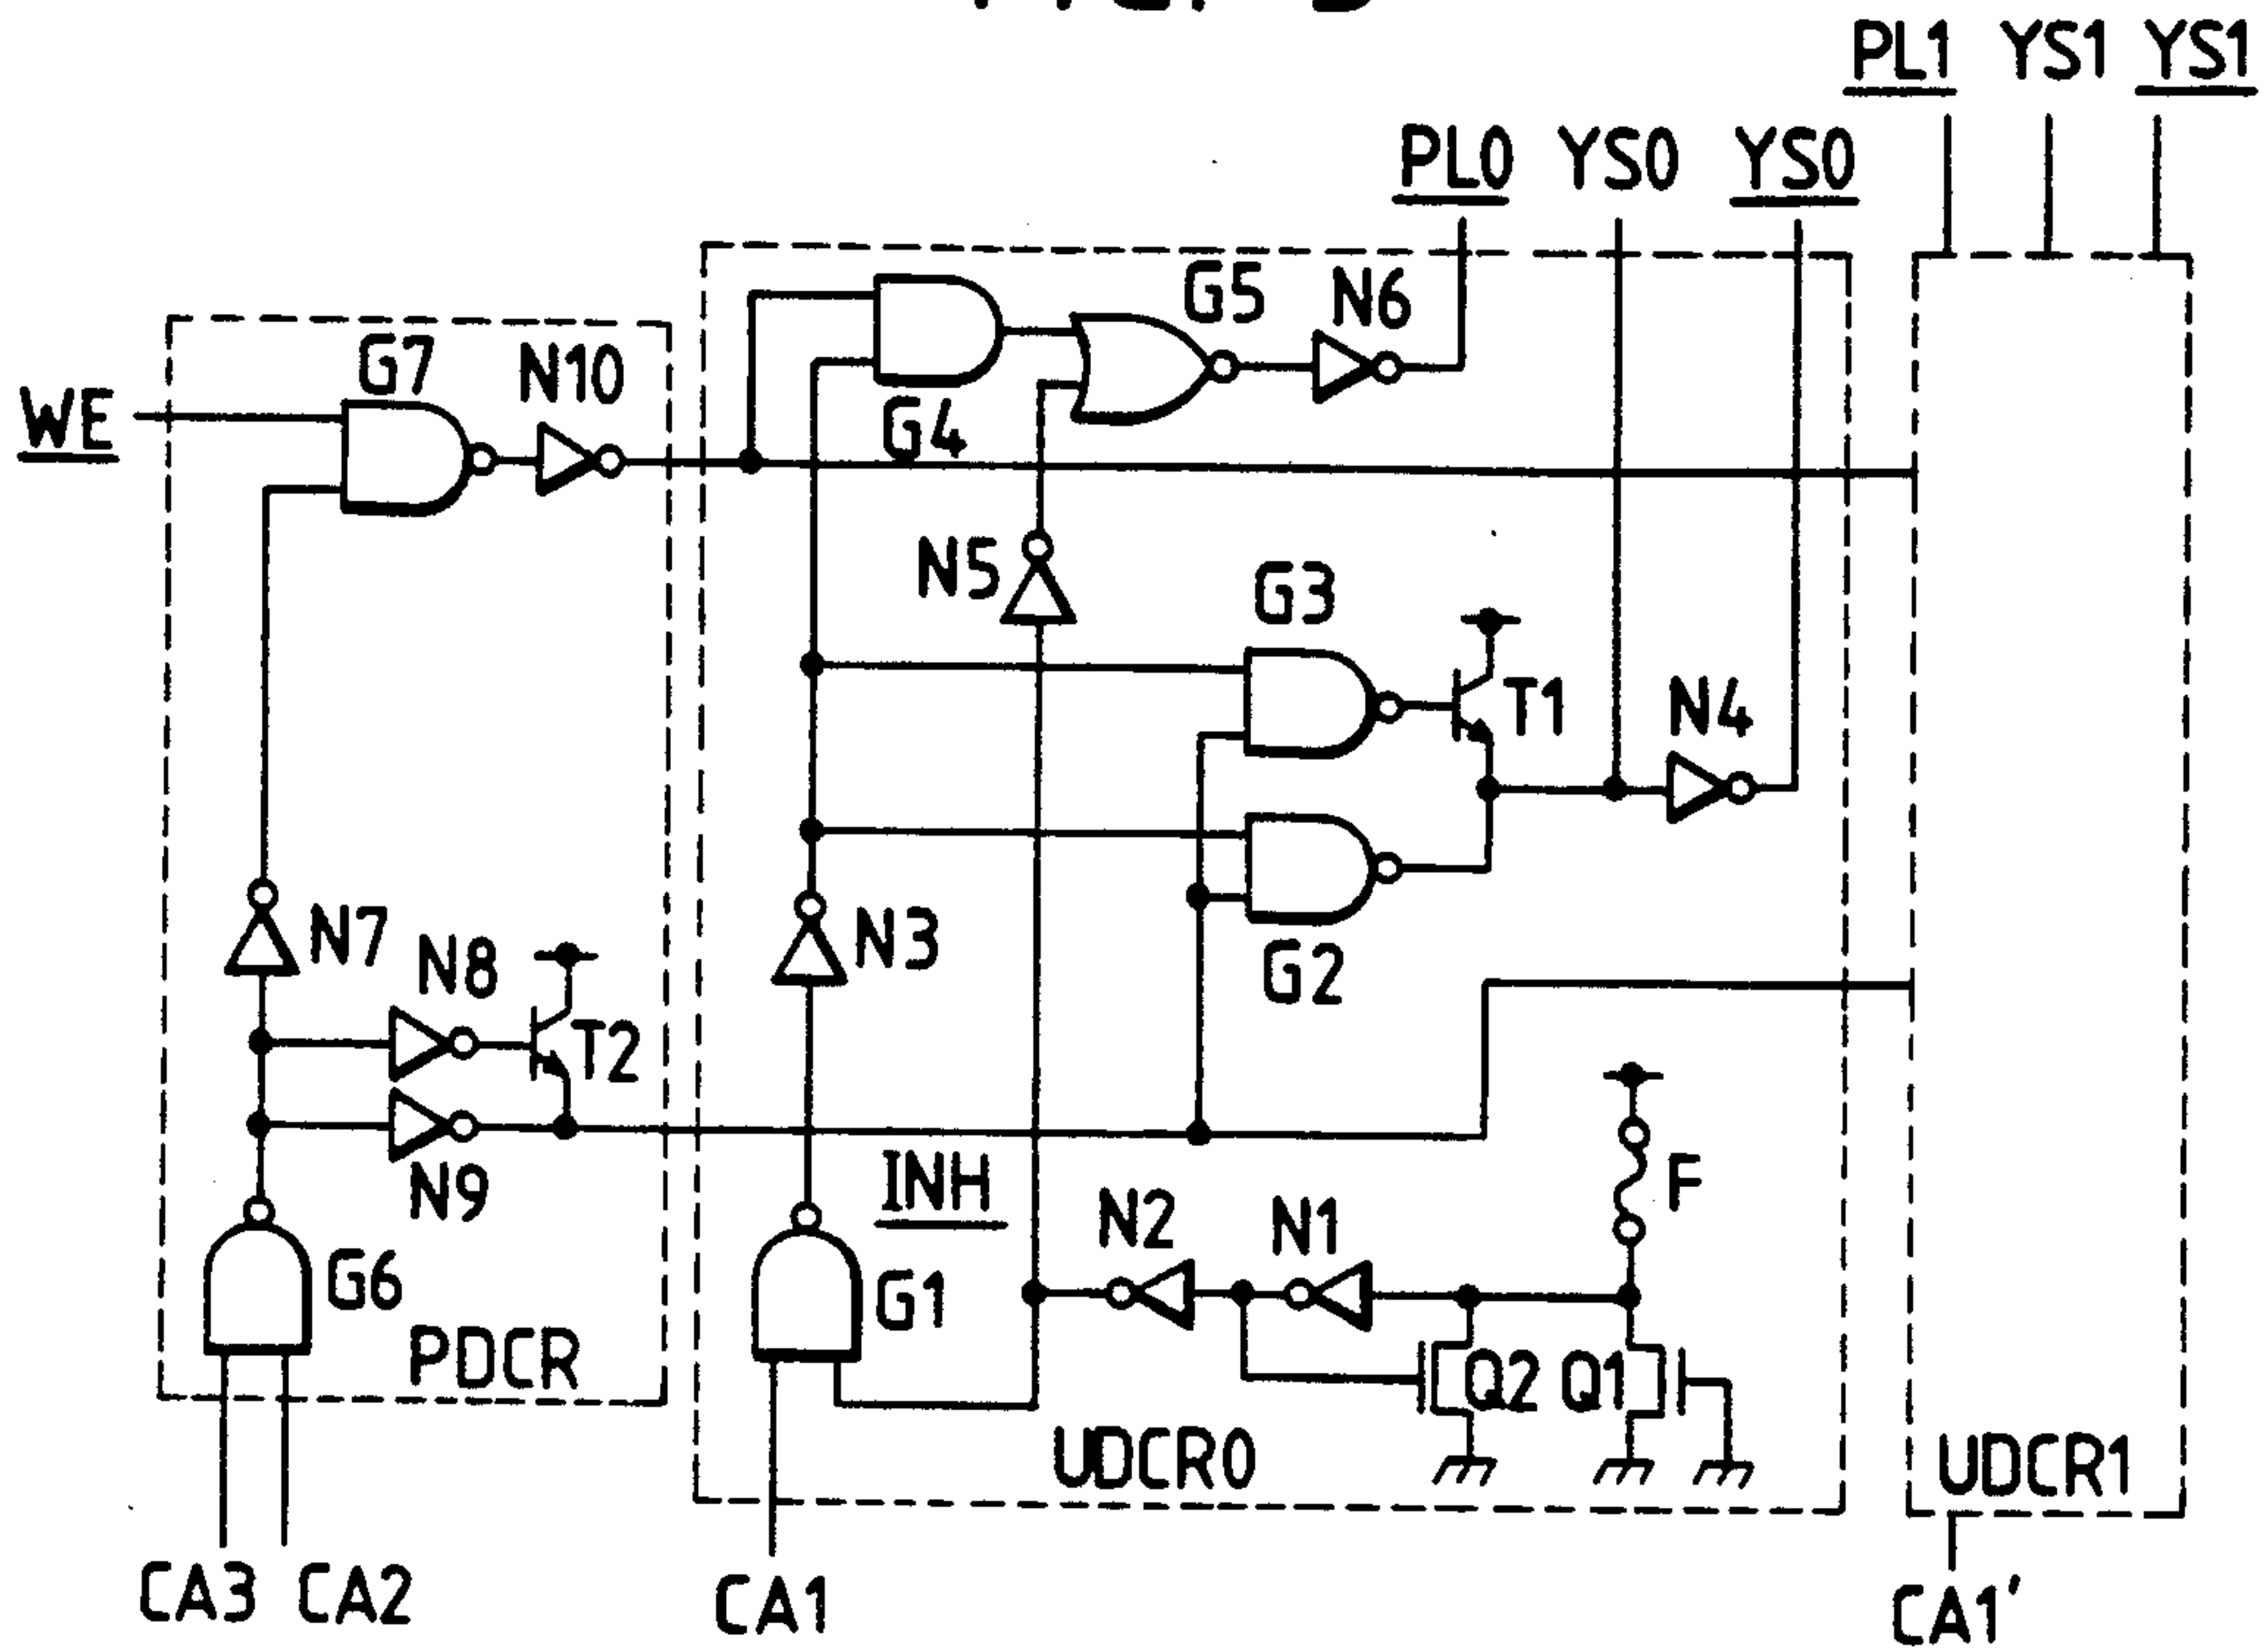 PL1 YS1 YS1
PL0 YS0 YS0
G5 N6
G7 N10
WE
G4
N5 G3
T1 N4
N7 N8 N3
G2
T2
N9 INH F
N2 N1
G6 G1
PDCR Q2 Q1
UDCR0 UDCR1
CA3 CA2 CA1 CA1′